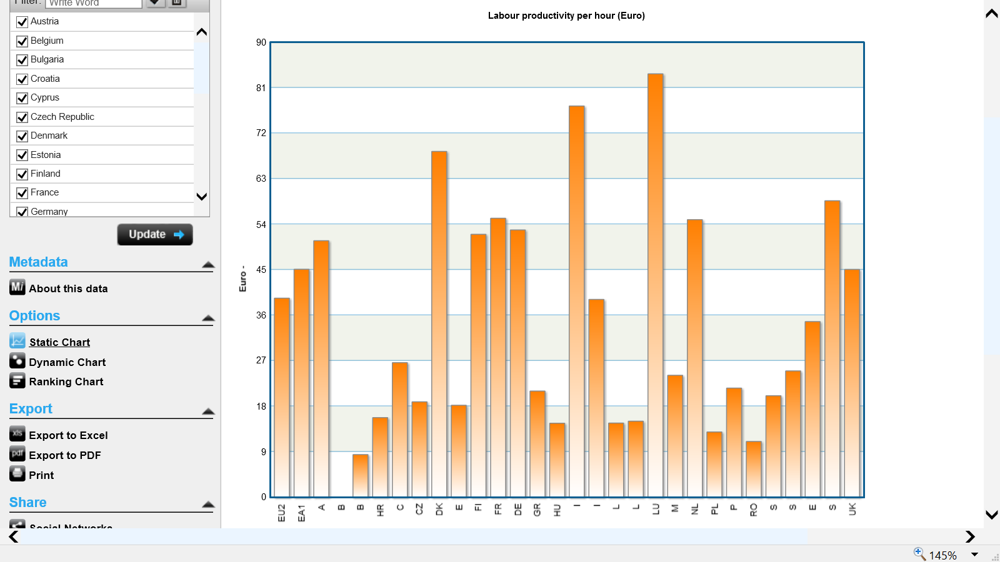 Filter:
Write Word
Austria
Belgium
Bulgaria
Croatia
Cyprus
Czech Republic
Denmark
Estonia
Finland
France
Germany
Update
Metadata
Mi About this data
Options
Static Chart
Dynamic Chart
Ranking Chart
Export
xls Export to Excel
pdf Export to PDF
Print
Share
Social Networks
Labour productivity per hour (Euro)
90
81
72
63
54
45
36
27
18
9
0
Euro -
EU2 EA1 A B B HR C CZ DK E FI FR DE GR HU I I L L LU M NL PL P RO S S E S UK
145%